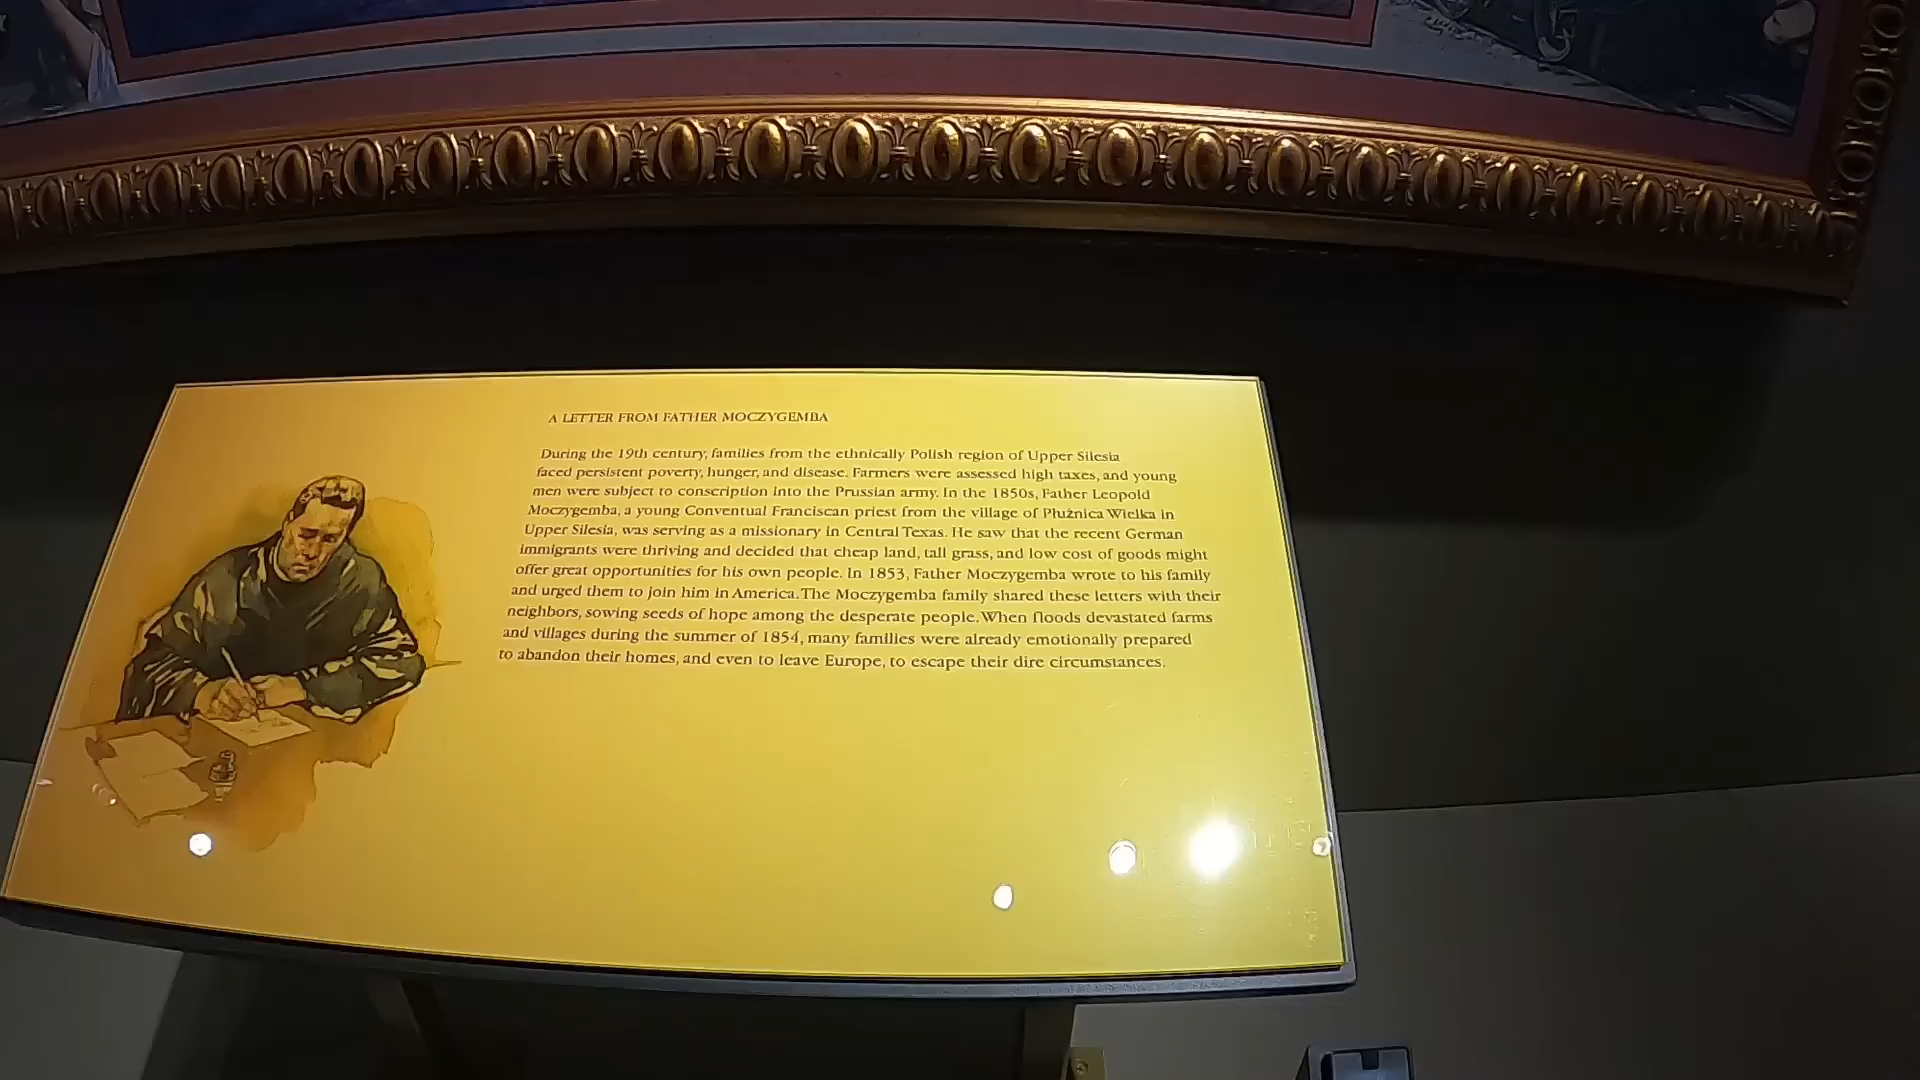 A LETTER FROM FATHER MOCZYGEMBA
During the 19th century, families from the ethnically Polish region of Upper Silesia
faced persistent poverty, hunger, and disease. Farmers were assessed high taxes, and young
men were subject to conscription into the Prussian army. In the 1850s, Father Leopold
Moczygemba, a young Conventual Franciscan priest from the village of Płużnica Wielka in
Upper Silesia, was serving as a missionary in Central Texas. He saw that the recent German
immigrants were thriving and decided that cheap land, tall grass, and low cost of goods might
offer great opportunities for his own people. In 1853, Father Moczygemba wrote to his family
and urged them to join him in America. The Moczygemba family shared these letters with their
neighbors, sowing seeds of hope among the desperate people. When floods devastated farms
and villages during the summer of 1854, many families were already emotionally prepared
to abandon their homes, and even to leave Europe, to escape their dire circumstances.